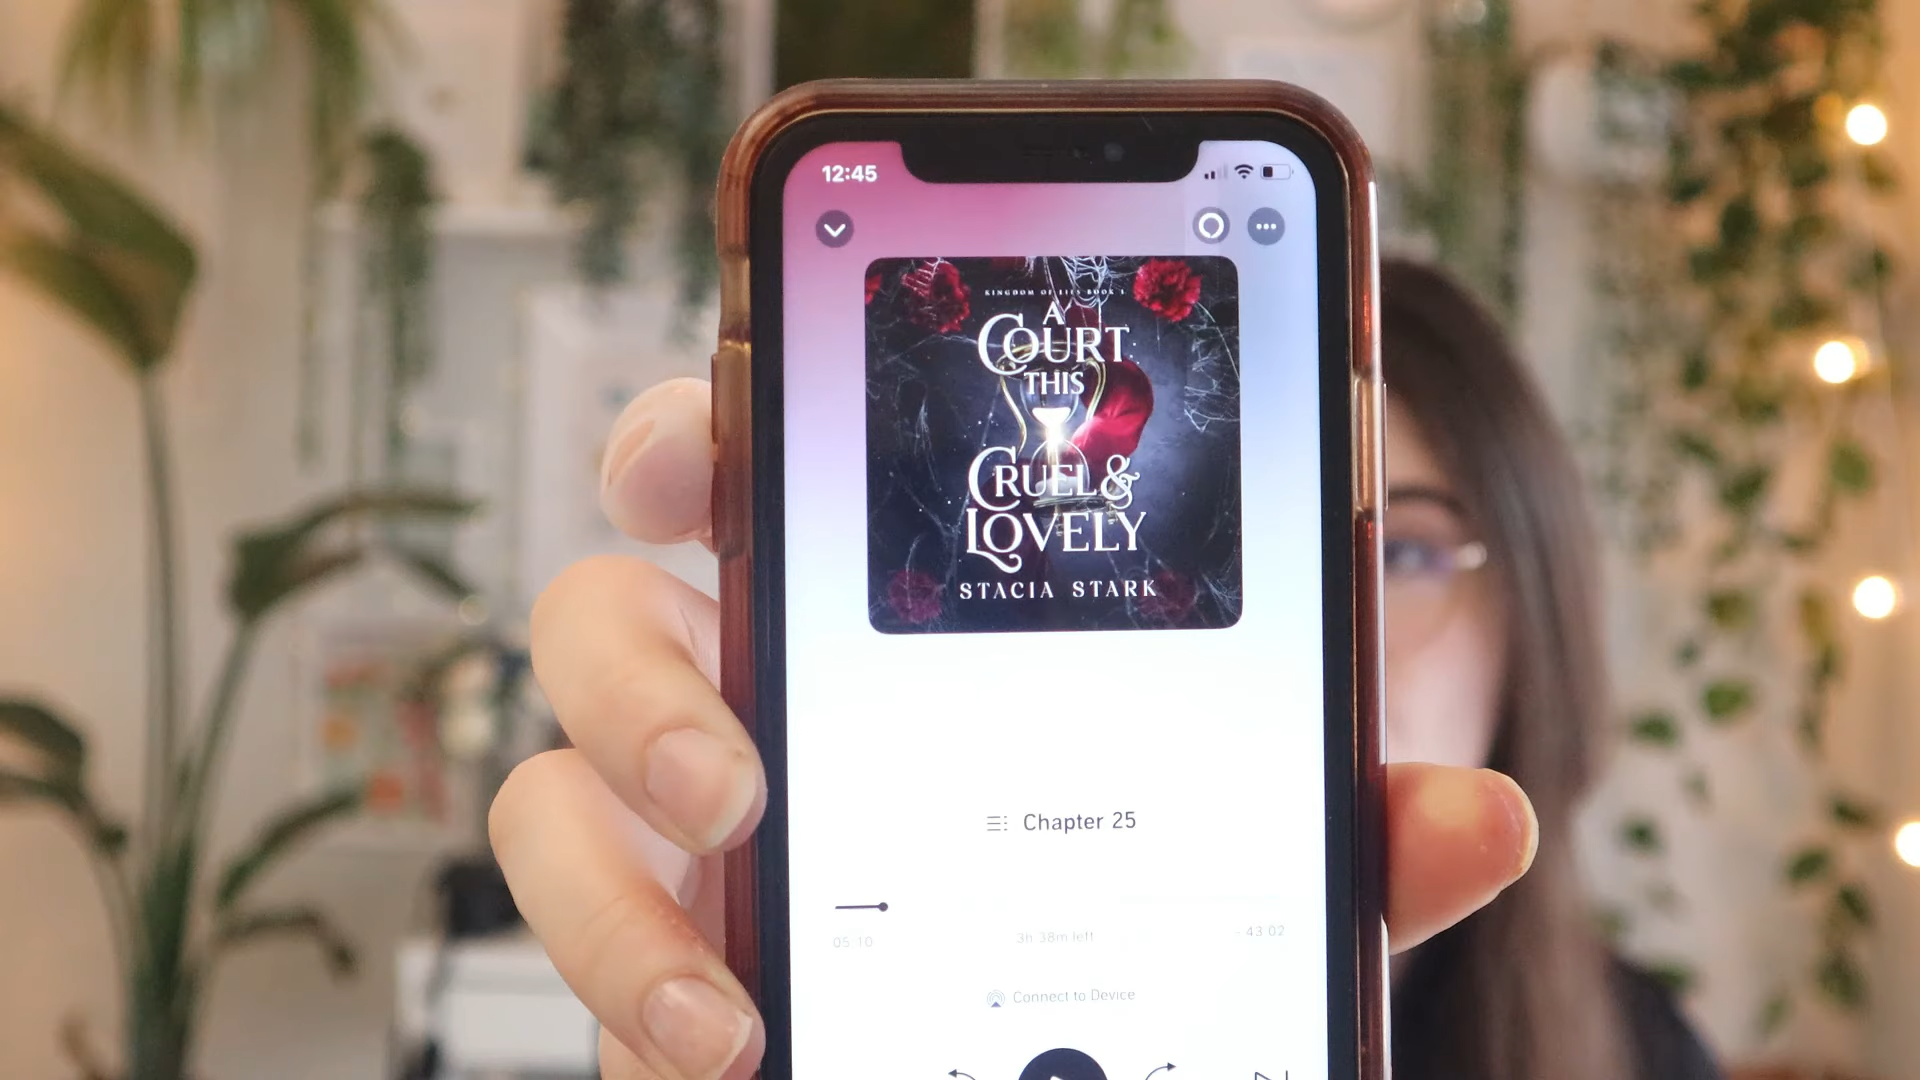 12:45
KINGDOM OF LIES BOOK 1
A
COURT
THIS
CRUEL &
LOVELY
STACIA STARK
Chapter 25
05:10 3h 38m left - 43:02
Connect to Device